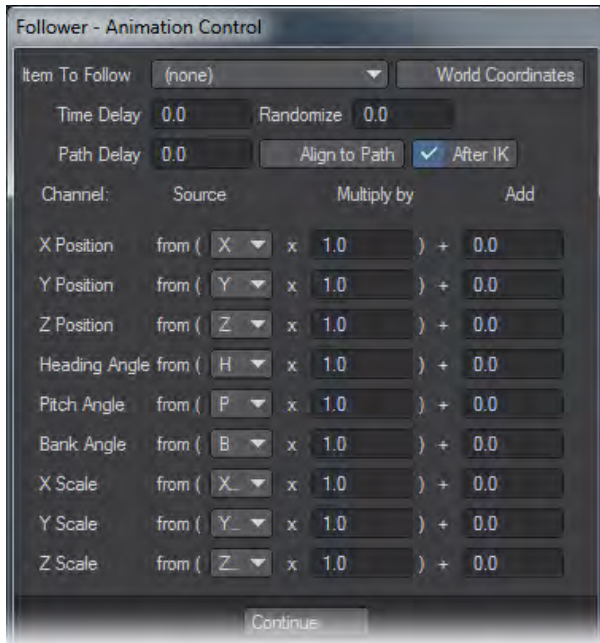 Follower - Animation Control
Item To Follow (none) World Coordinates
Time Delay 0.0 Randomize 0.0
Path Delay 0.0 Align to Path After IK
Channel: Source Multiply by Add
X Position from ( X x 1.0 ) + 0.0
Y Position from ( Y x 1.0 ) + 0.0
Z Position from ( Z x 1.0 ) + 0.0
Heading Angle from ( H x 1.0 ) + 0.0
Pitch Angle from ( P x 1.0 ) + 0.0
Bank Angle from ( B x 1.0 ) + 0.0
X Scale from ( X_ x 1.0 ) + 0.0
Y Scale from ( Y_ x 1.0 ) + 0.0
Z Scale from ( Z_ x 1.0 ) + 0.0
Continue